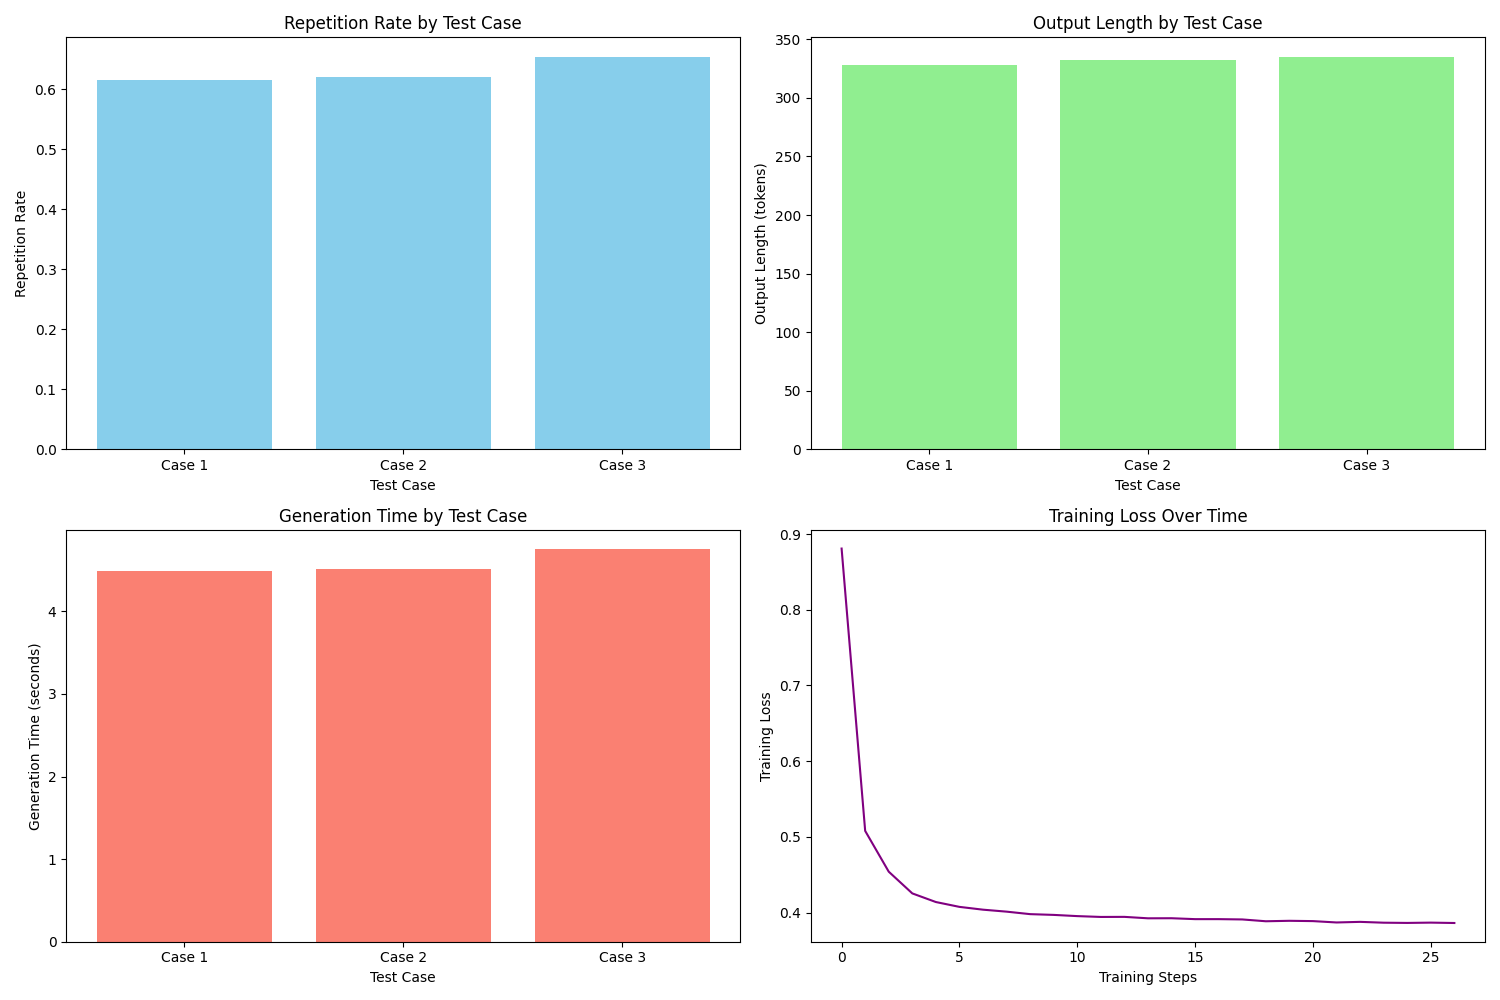 Repetition Rate by Test Case
Repetition Rate
0.6
0.5
0.4
0.3
0.2
0.1
0.0
Case 1 Case 2 Case 3
Test Case
Output Length by Test Case
Output Length (tokens)
350
300
250
200
150
100
50
0
Case 1 Case 2 Case 3
Test Case
Generation Time by Test Case
Generation Time (seconds)
4
3
2
1
0
Case 1 Case 2 Case 3
Test Case
Training Loss Over Time
Training Loss
0.9
0.8
0.7
0.6
0.5
0.4
0 5 10 15 20 25
Training Steps